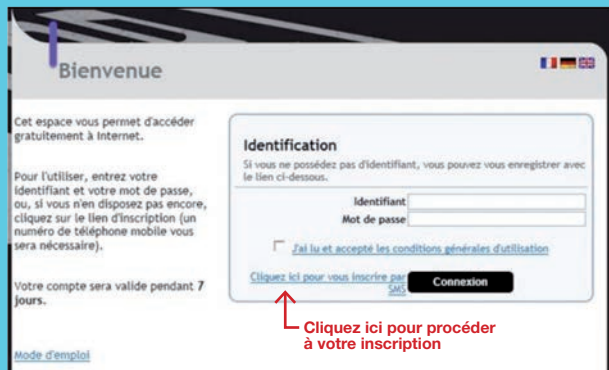 Bienvenue
Cet espace vous permet d'accéder
gratuitement à Internet.
Pour l'utiliser, entrez votre
identifiant et votre mot de passe,
ou, si vous n'en disposez pas encore,
cliquez sur le lien d'inscription (un
numéro de téléphone mobile vous
sera nécessaire).
Votre compte sera valide pendant 7
jours.
Mode d'emploi
Identification
Si vous ne possédez pas d'identifiant, vous pouvez vous enregistrer avec
le lien ci-dessous.
Identifiant
Mot de passe
J'ai lu et accepté les conditions générales d'utilisation
Cliquez ici pour vous inscrire par
SMS
Connexion
Cliquez ici pour procéder
à votre inscription